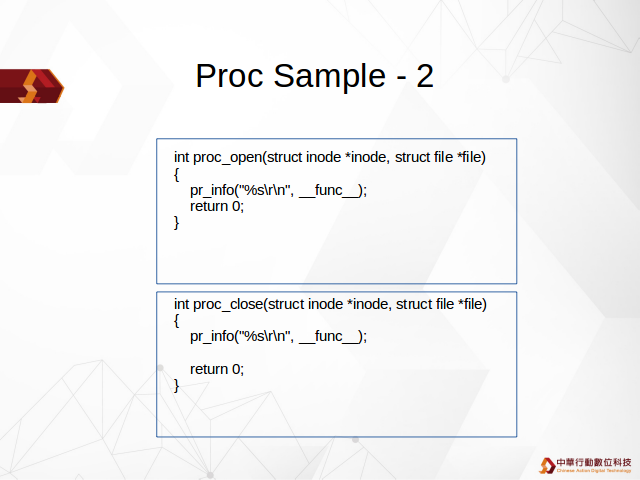 Proc Sample - 2
int proc_open(struct inode *inode, struct file *file)
{
pr_info("%s\r\n", __func__);
return 0;
}
int proc_close(struct inode *inode, struct file *file)
{
pr_info("%s\r\n", __func__);
return 0;
}
中華行動數位科技
Chinese Action Digital Technology